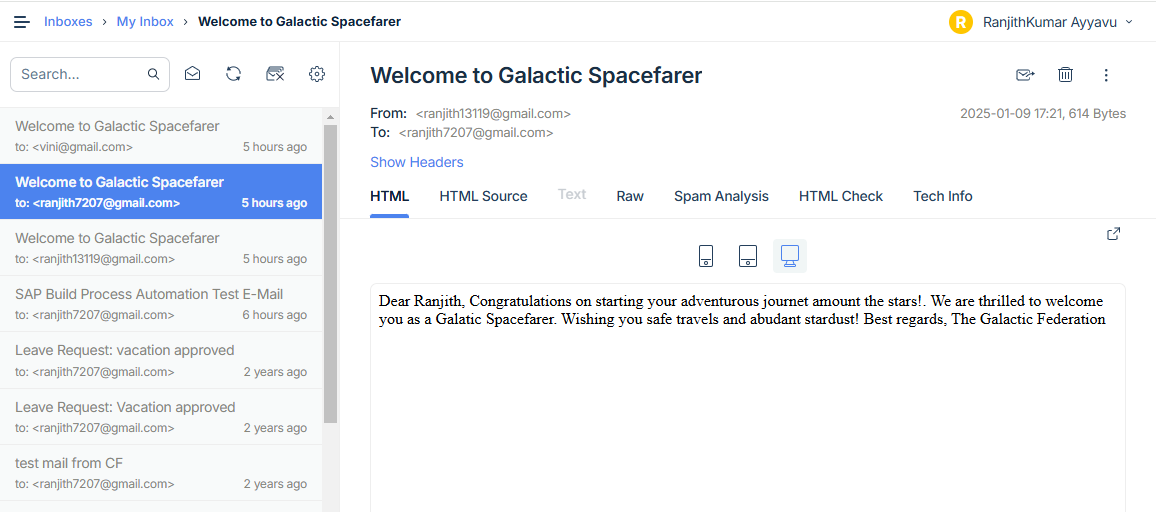 Inboxes › My Inbox › Welcome to Galactic Spacefarer
R RanjithKumar Ayyavu
Search...
Welcome to Galactic Spacefarer
to: <vini@gmail.com> 5 hours ago
Welcome to Galactic Spacefarer
to: <ranjith7207@gmail.com> 5 hours ago
Welcome to Galactic Spacefarer
to: <ranjith13119@gmail.com> 5 hours ago
SAP Build Process Automation Test E-Mail
to: <ranjith7207@gmail.com> 6 hours ago
Leave Request: vacation approved
to: <ranjith7207@gmail.com> 2 years ago
Leave Request: Vacation approved
to: <ranjith7207@gmail.com> 2 years ago
test mail from CF
to: <ranjith7207@gmail.com> 2 years ago
Welcome to Galactic Spacefarer
From: <ranjith13119@gmail.com> 2025-01-09 17:21, 614 Bytes
To: <ranjith7207@gmail.com>
Show Headers
HTML HTML Source Text Raw Spam Analysis HTML Check Tech Info
Dear Ranjith, Congratulations on starting your adventurous journet amount the stars!. We are thrilled to welcome
you as a Galatic Spacefarer. Wishing you safe travels and abudant stardust! Best regards, The Galactic Federation